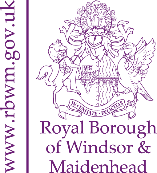 www.rbwm.gov.uk
Royal Borough
of Windsor &
Maidenhead